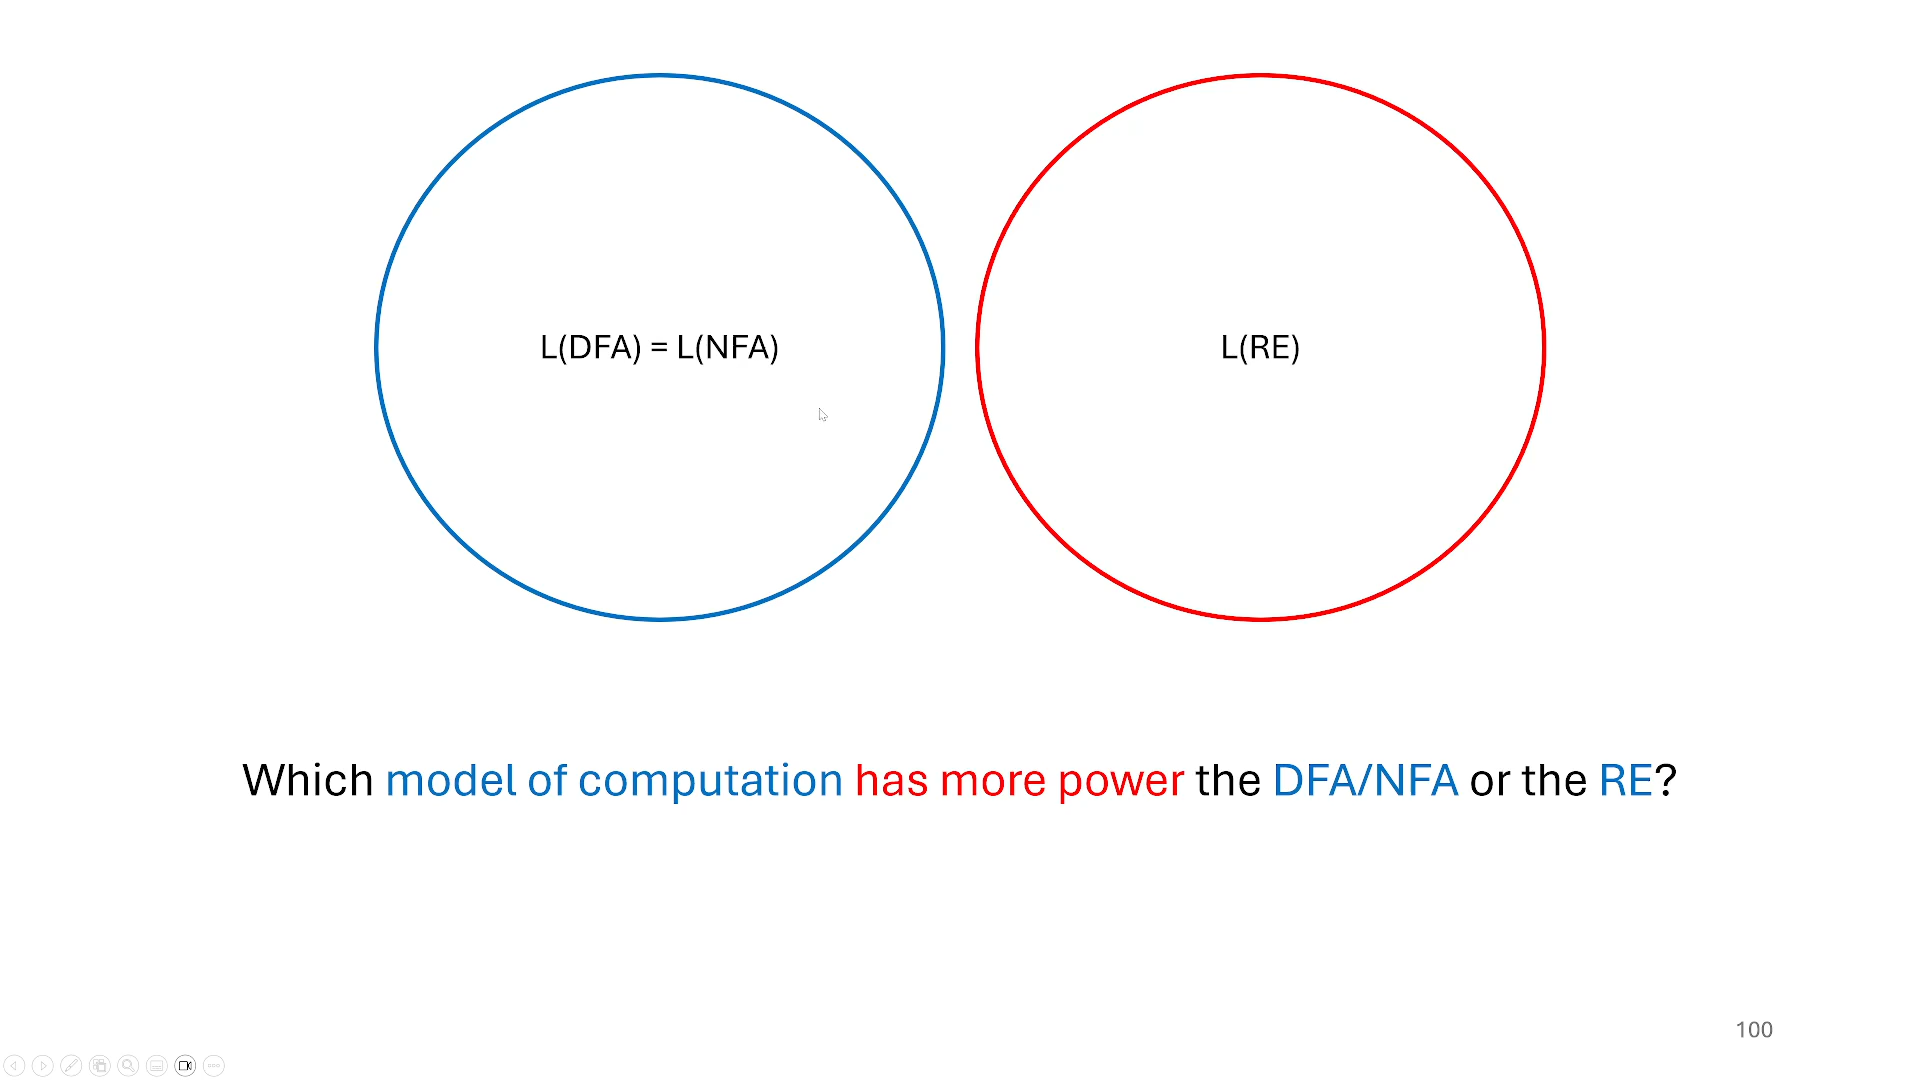 L(DFA) = L(NFA)
L(RE)
Which model of computation has more power the DFA/NFA or the RE?
100